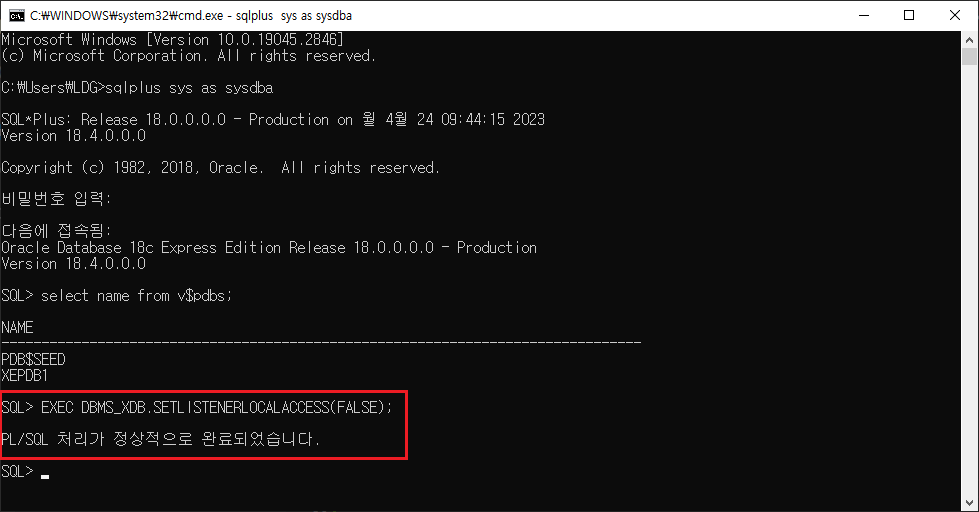 C:₩WINDOWS₩system32₩cmd.exe - sqlplus  sys as sysdba
Microsoft Windows [Version 10.0.19045.2846]
(c) Microsoft Corporation. All rights reserved.
C:₩Users₩LDG>sqlplus sys as sysdba
SQL*Plus: Release 18.0.0.0.0 - Production on 월 4월 24 09:44:15 2023
Version 18.4.0.0.0
Copyright (c) 1982, 2018, Oracle.  All rights reserved.
비밀번호 입력:
다음에 접속됨:
Oracle Database 18c Express Edition Release 18.0.0.0.0 - Production
Version 18.4.0.0.0
SQL> select name from v$pdbs;
NAME
--------------------------------------------------------------------------------
PDB$SEED
XEPDB1
SQL> EXEC DBMS_XDB.SETLISTENERLOCALACCESS(FALSE);
PL/SQL 처리가 정상적으로 완료되었습니다.
SQL>